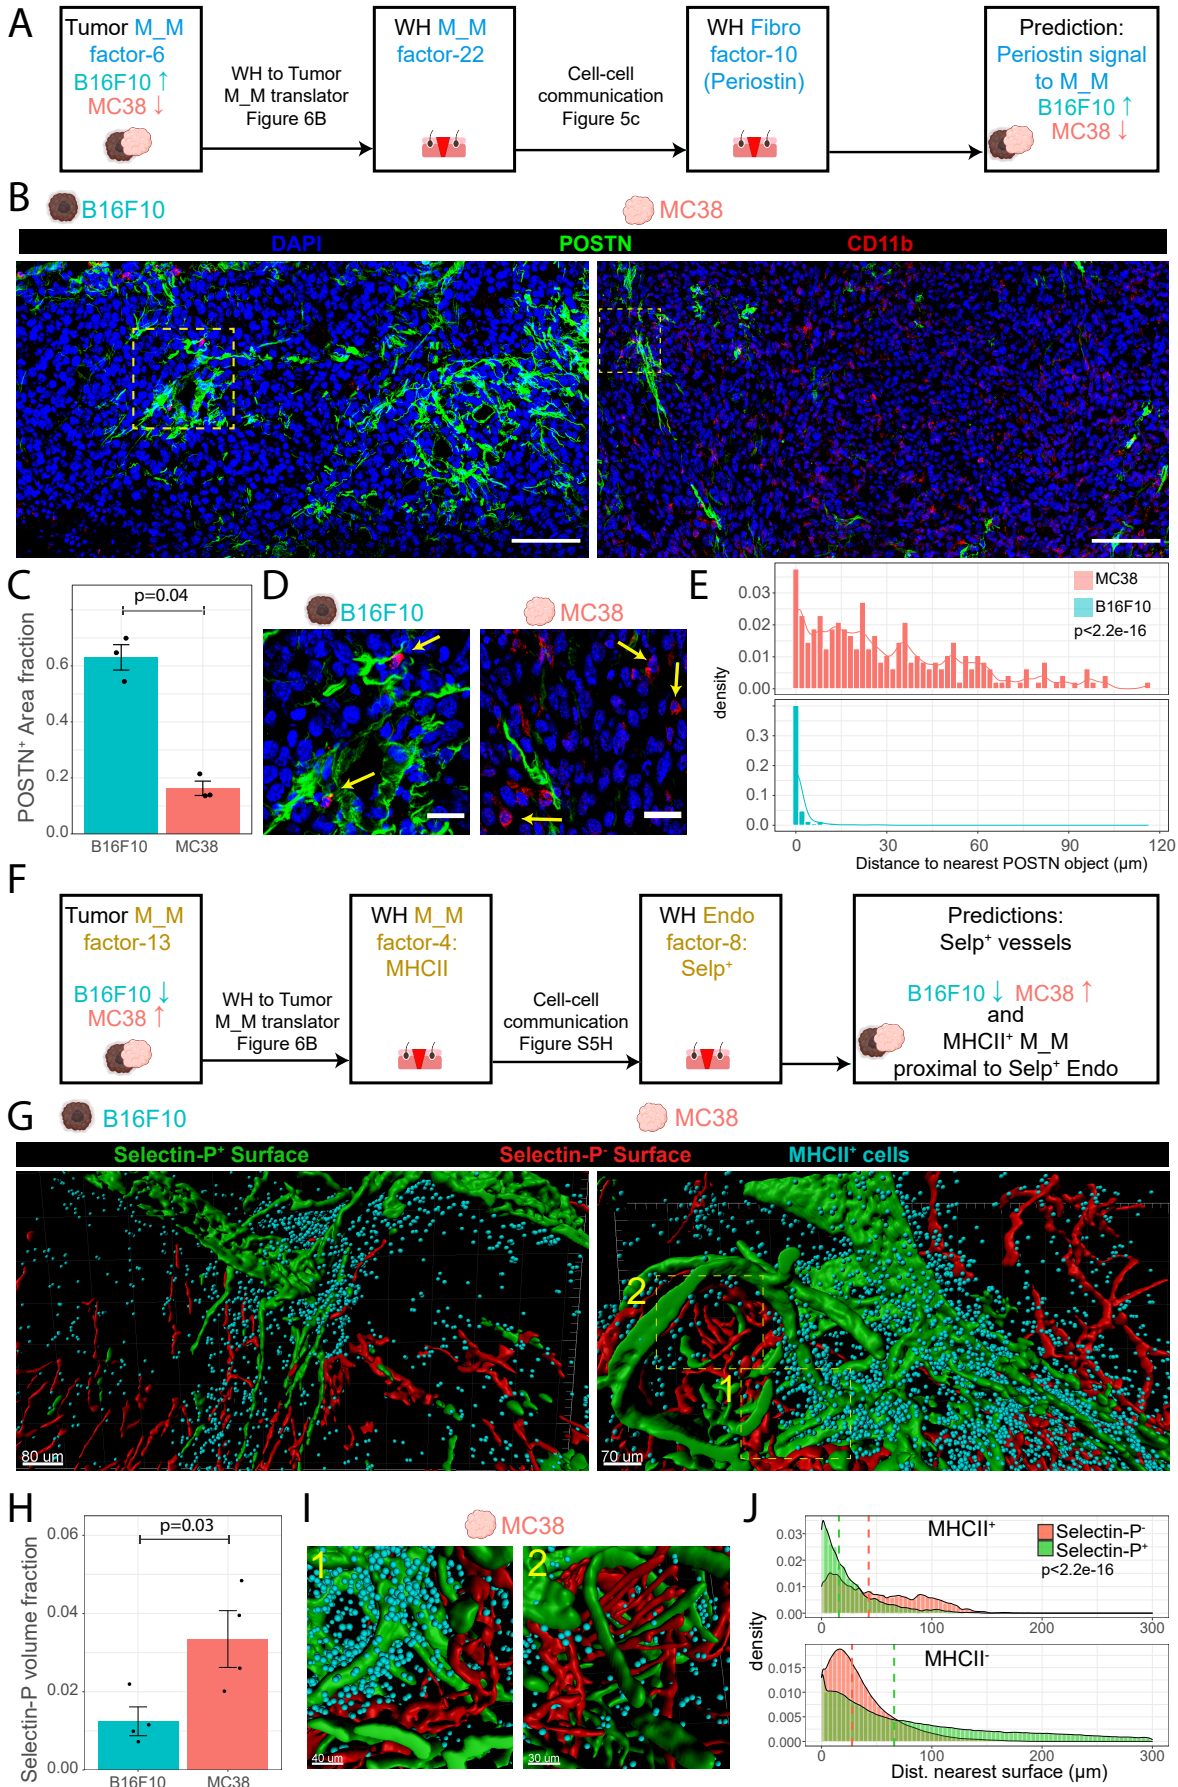 A
Tumor M_M
factor-6
B16F10 ↑
MC38 ↓
WH to Tumor
M_M translator
Figure 6B
WH M_M
factor-22
Cell-cell
communication
Figure 5c
WH Fibro
factor-10
(Periostin)
Prediction:
Periostin signal
to M_M
B16F10 ↑
MC38 ↓
B
B16F10
MC38
DAPI POSTN CD11b
C
POSTN⁺ Area fraction
p=0.04
0.6
0.4
0.2
0.0
B16F10 MC38
D
B16F10
MC38
E
density
0.03
0.02
0.01
0.00
MC38
B16F10
p<2.2e-16
0.3
0.2
0.1
0.0
0 30 60 90 120
Distance to nearest POSTN object (µm)
F
Tumor M_M
factor-13
B16F10 ↓
MC38 ↑
WH to Tumor
M_M translator
Figure 6B
WH M_M
factor-4:
MHCII
Cell-cell
communication
Figure S5H
WH Endo
factor-8:
Selp⁺
Predictions:
Selp⁺ vessels
B16F10 ↓ MC38 ↑
and
MHCII⁺ M_M
proximal to Selp⁺ Endo
G
B16F10
MC38
Selectin-P⁺ Surface Selectin-P⁻ Surface MHCII⁺ cells
80 um
2
1
70 um
H
Selectin-P volume fraction
p=0.03
0.06
0.04
0.02
0.00
B16F10 MC38
I
MC38
1
40 um
2
30 um
J
density
MHCII⁺
Selectin-P⁻
Selectin-P⁺
p<2.2e-16
0.03
0.02
0.01
0.00
0 100 200 300
MHCII⁻
0.015
0.010
0.005
0.000
0 100 200 300
Dist. nearest surface (µm)